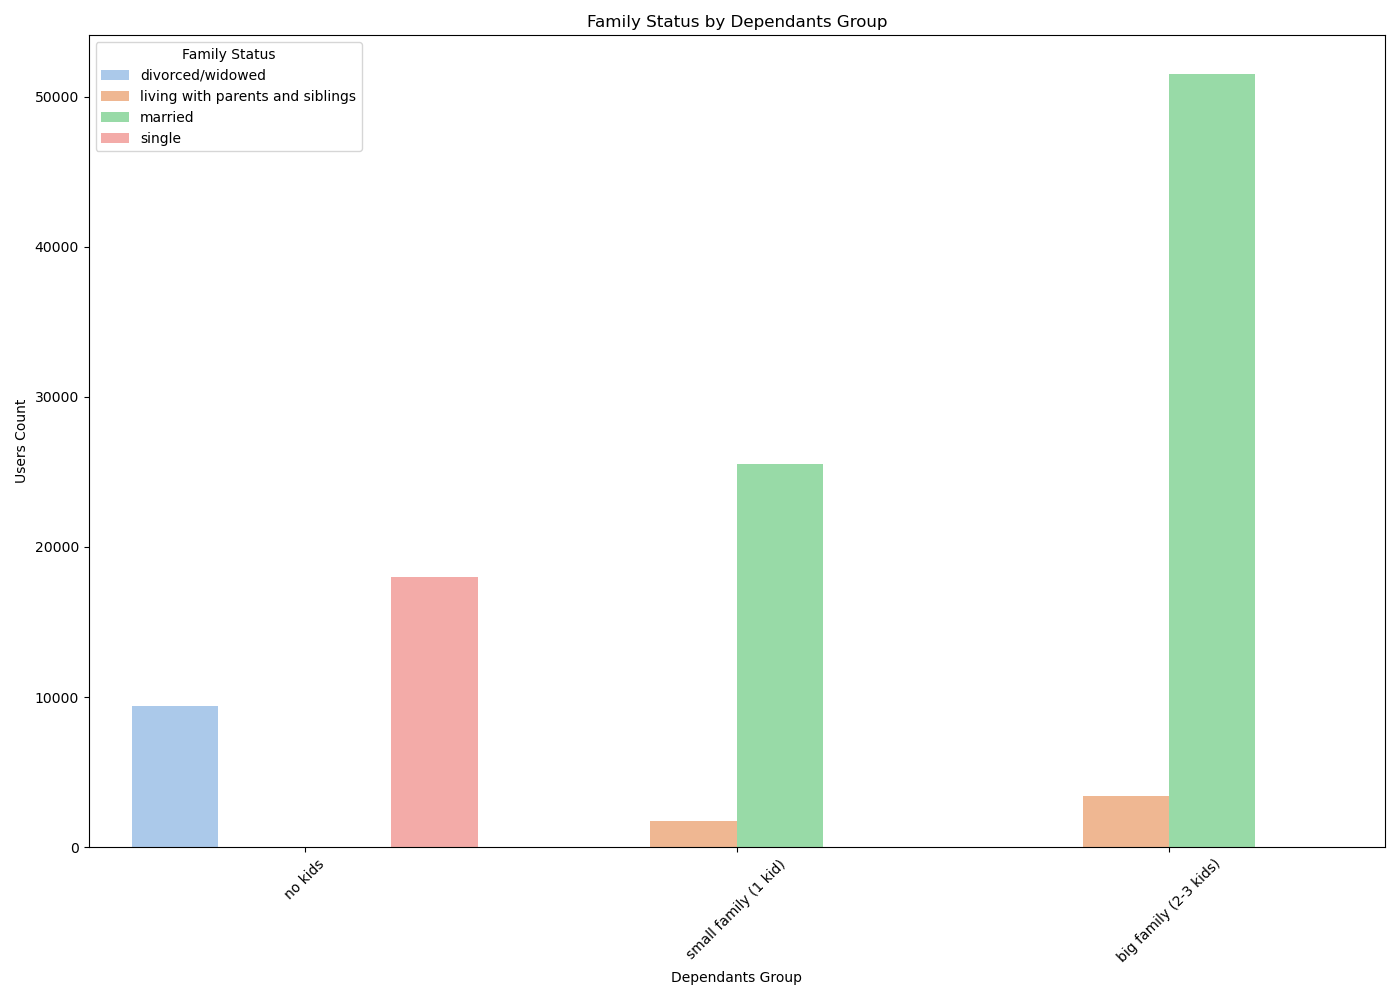 Family Status by Dependants Group
Family Status
divorced/widowed
living with parents and siblings
married
single
Users Count
50000
40000
30000
20000
10000
0
no kids
small family (1 kid)
big family (2-3 kids)
Dependants Group